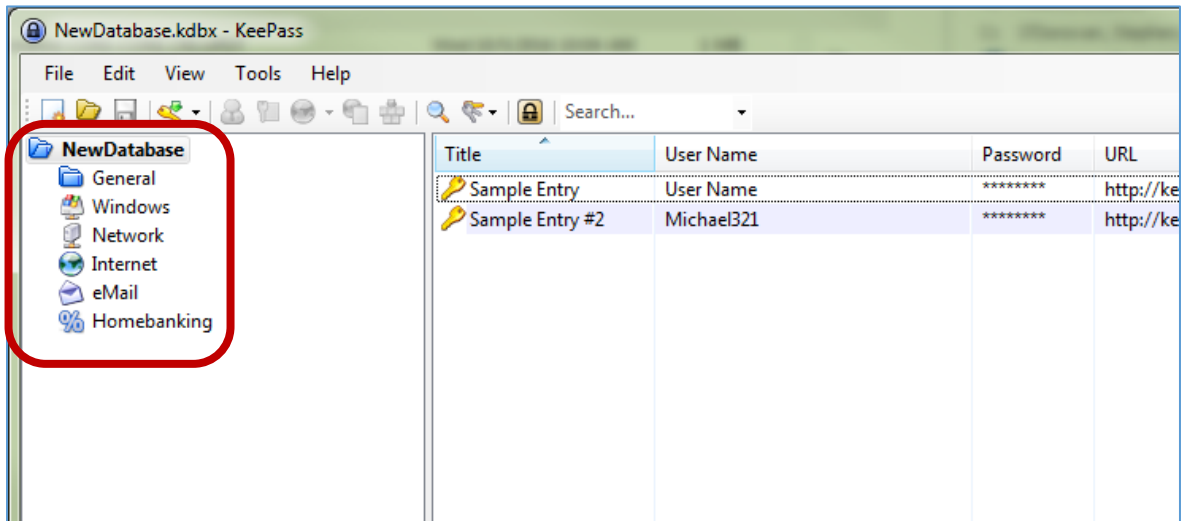 NewDatabase.kdbx - KeePass
File Edit View Tools Help
Search...
NewDatabase
General
Windows
Network
Internet
eMail
Homebanking
Title User Name Password URL
Sample Entry User Name ******** http://ke
Sample Entry #2 Michael321 ******** http://ke